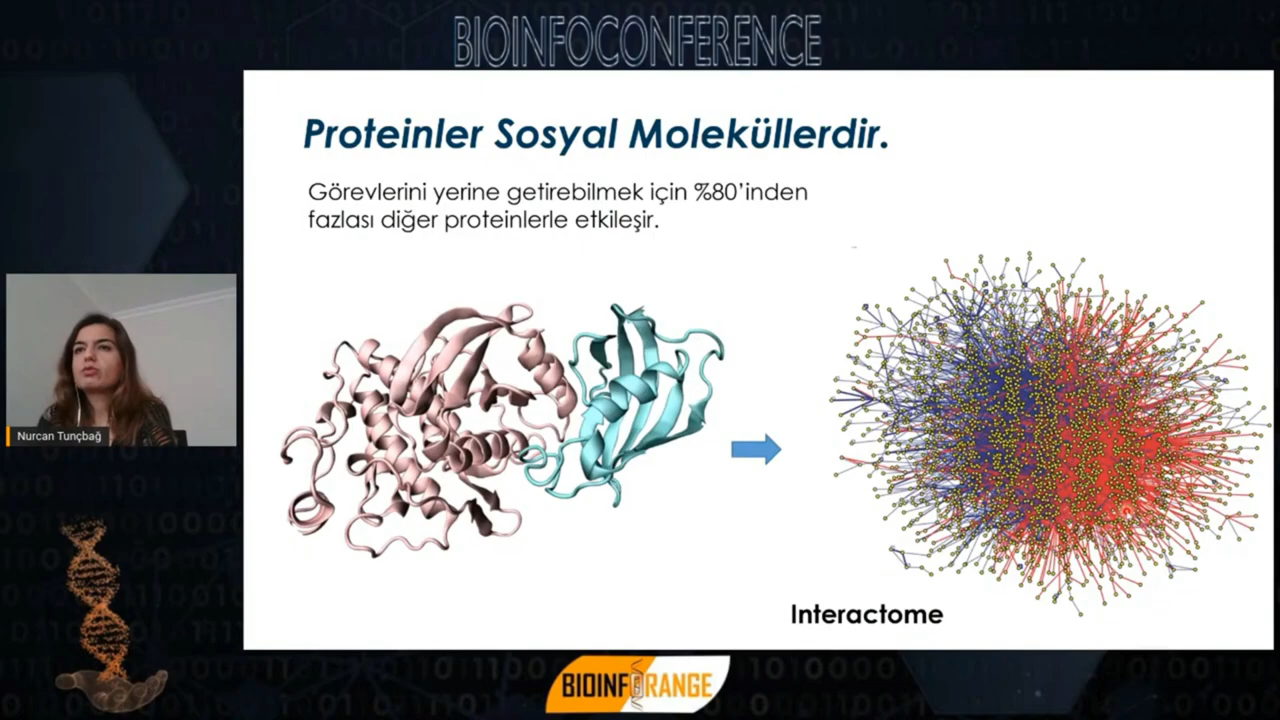 BIOINFOCONFERENCE
Proteinler Sosyal Moleküllerdir.
Görevlerini yerine getirebilmek için %80’inden
fazlası diğer proteinlerle etkileşir.
Nurcan Tunçbağ
Interactome
BIOINFORANGE